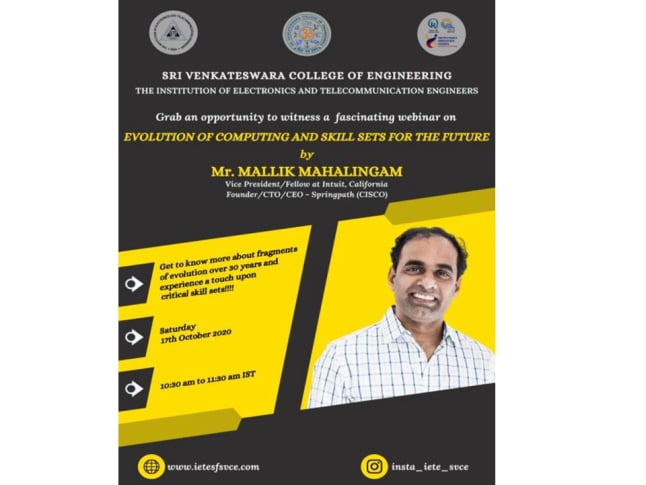 SRI VENKATESWARA COLLEGE OF ENGINEERING
THE INSTITUTION OF ELECTRONICS AND TELECOMMUNICATION ENGINEERS
Grab an opportunity to witness a fascinating webinar on
EVOLUTION OF COMPUTING AND SKILL SETS FOR THE FUTURE
by
Mr. MALLIK MAHALINGAM
Vice President/Fellow at Intuit, California
Founder/CTO/CEO - Springpath (CISCO)
Get to know more about fragments
of evolution over 30 years and
experience a touch upon
critical skill sets!!!!
Saturday
17th October 2020
10:30 am to 11:30 am IST
www.ietesfsvce.com
insta_iete_svce